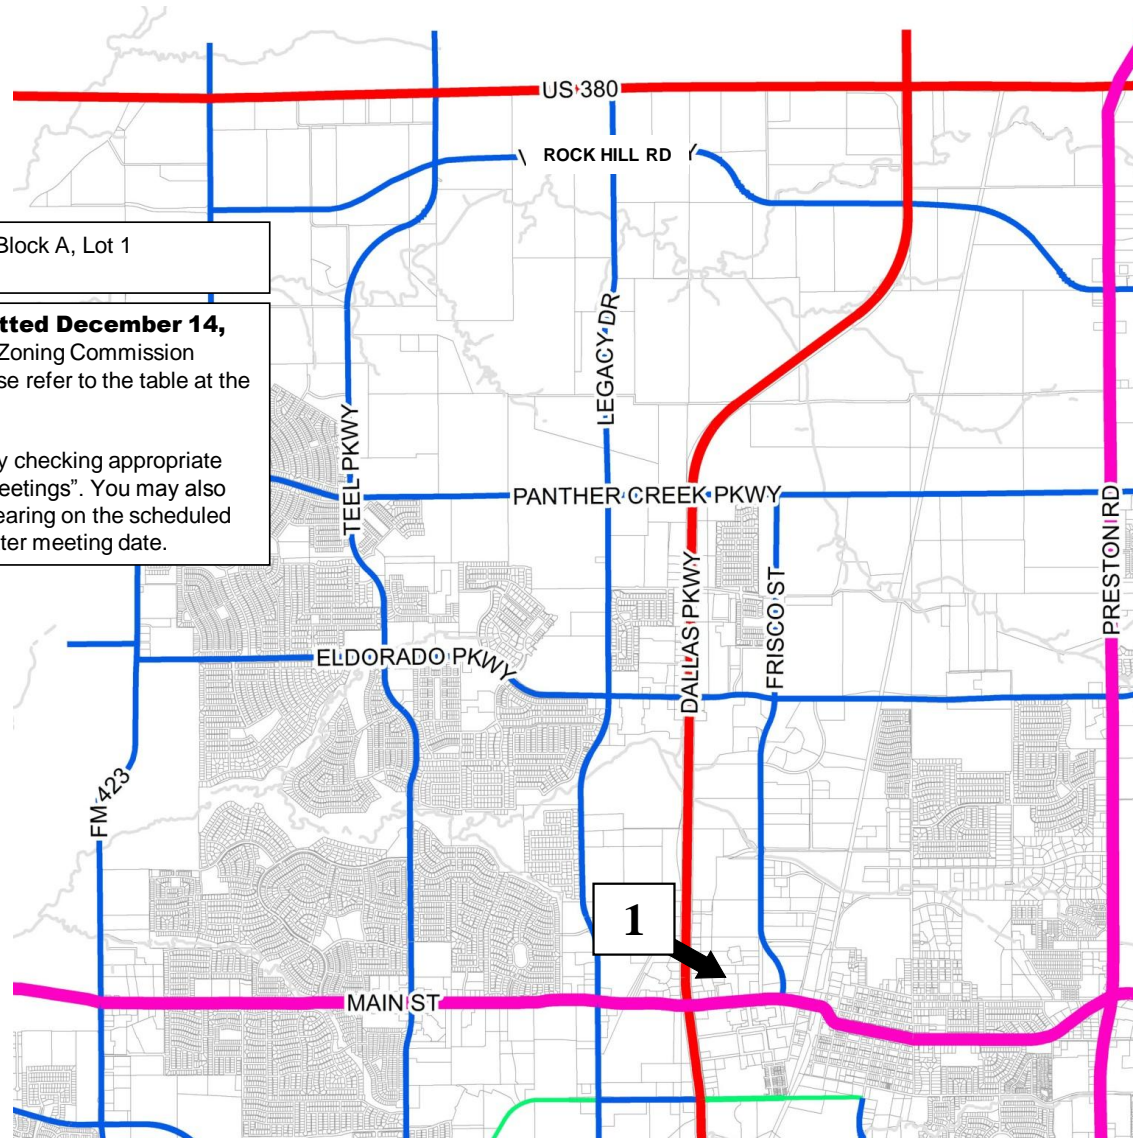 US 380
ROCK HILL RD
Block A, Lot 1
tted December 14,
Zoning Commission
se refer to the table at the
y checking appropriate
eetings”. You may also
earing on the scheduled
ter meeting date.
LEGACY DR
TEEL PKWY
PANTHER CREEK PKWY
PRESTON RD
DALLAS PKWY
FRISCO ST
ELDORADO PKWY
FM 423
1
MAIN ST